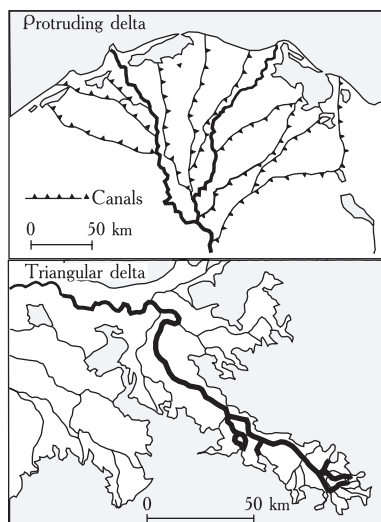 Protruding delta
Canals
0 50 km
Triangular delta
0 50 km